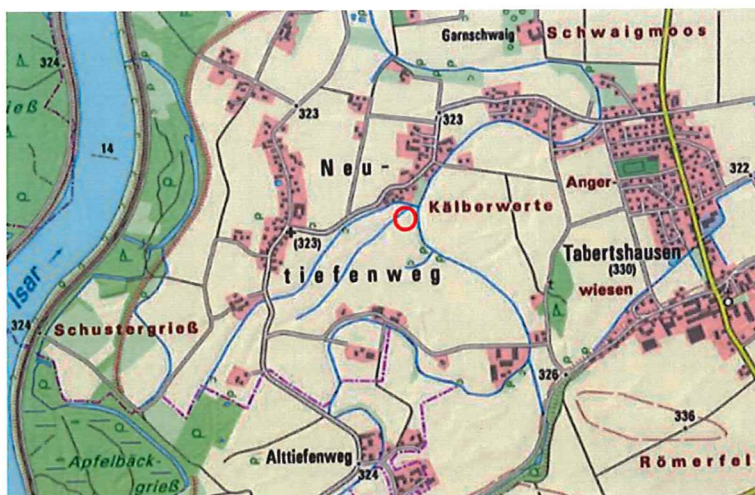 Garnschwaig
Schwaigmoos
324
ieß
323
323
14
Neu-
Anger-
322
Kälberwerte
(323)
Tabertshausen
(330)
wiesen
tiefenweg
Isar
324
Schustergrieß
326
336
Apfelbäck-
grieß
Alttiefenweg
324
Römerfel